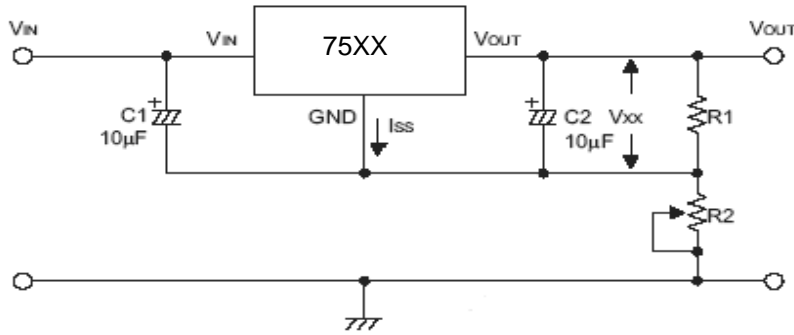 VIN
VIN
75XX
VOUT
VOUT
+
C1
10µF
GND
ISS
+
C2
10µF
VXX
R1
R2